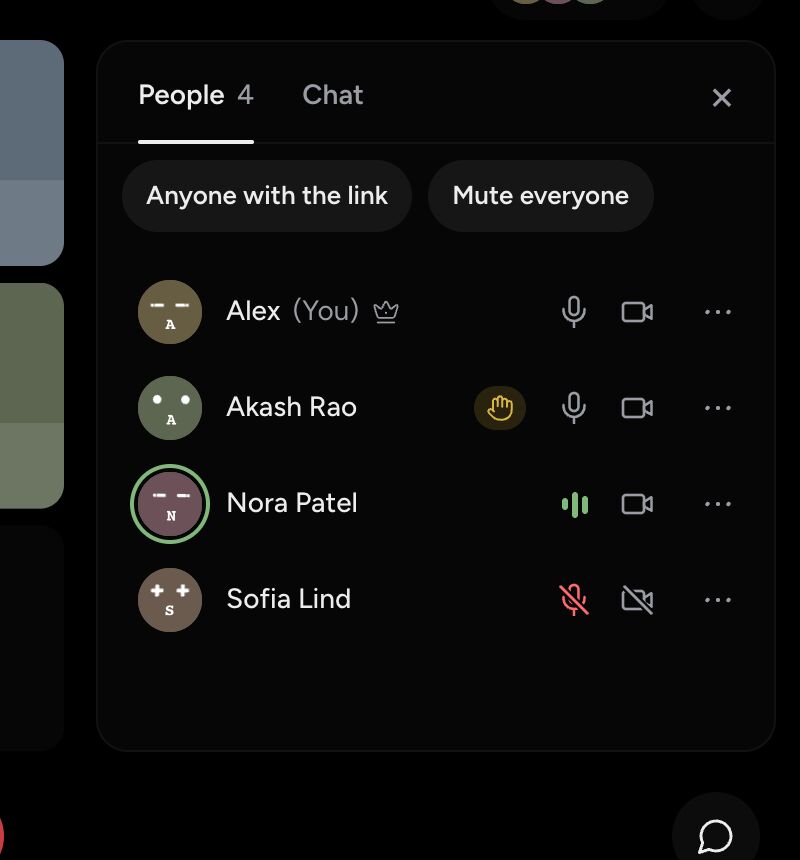 People 4 Chat
Anyone with the link Mute everyone
A Alex (You)
A Akash Rao
N Nora Patel
S Sofia Lind